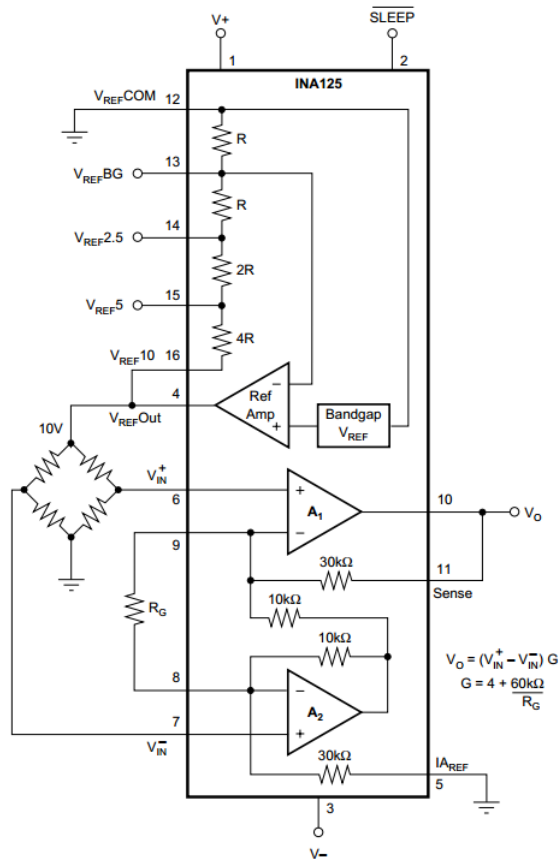 V+
SLEEP
1
2
INA125
VREFCOM
12
R
13
VREFBG
R
14
VREF2.5
2R
15
VREF5
4R
VREF10
16
4
VREFOut
Ref
Amp
−
+
Bandgap
VREF
10V
V+IN
6
+
A1
−
10
VO
9
30kΩ
11
Sense
10kΩ
RG
10kΩ
VO = (V+IN – V−IN) G
G = 4 + 60kΩ
RG
8
−
A2
+
7
V−IN
30kΩ
IAREF
5
3
V−